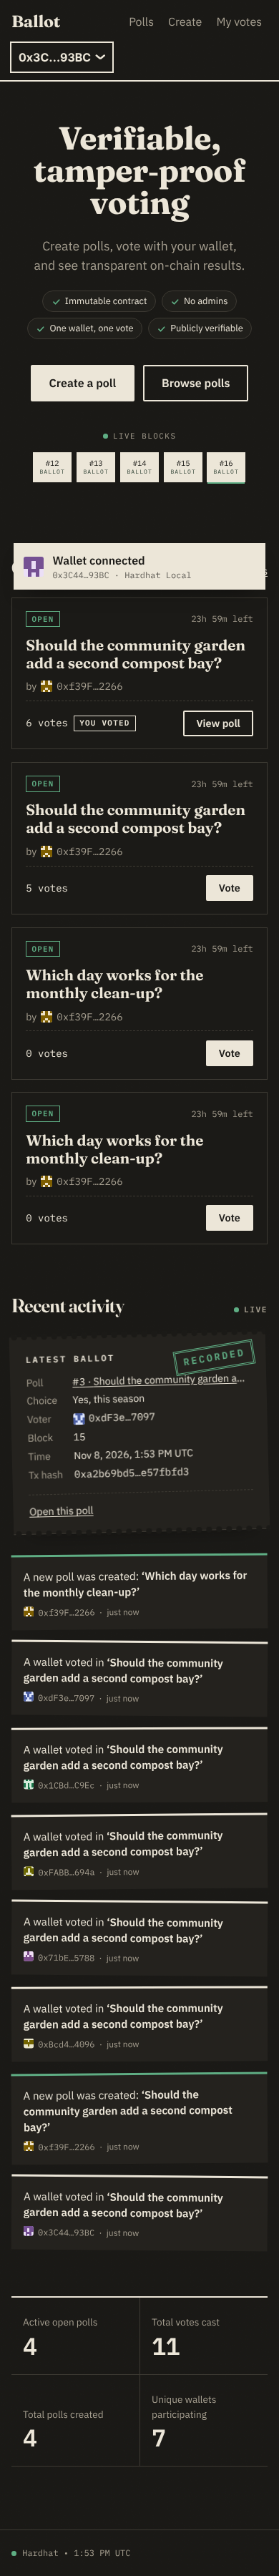 Ballot
Polls
Create
My votes
0x3C…93BC
Verifiable,
tamper-proof
voting
Create polls, vote with your wallet,
and see transparent on-chain results.
Immutable contract
No admins
One wallet, one vote
Publicly verifiable
Create a poll
Browse polls
LIVE BLOCKS
#12
BALLOT
#13
BALLOT
#14
BALLOT
#15
BALLOT
#16
BALLOT
Wallet connected
0x3C44…93BC · Hardhat Local
OPEN
23h 59m left
Should the community garden
add a second compost bay?
by 0xf39F…2266
6 votes
YOU VOTED
View poll
OPEN
23h 59m left
Should the community garden
add a second compost bay?
by 0xf39F…2266
5 votes
Vote
OPEN
23h 59m left
Which day works for the
monthly clean-up?
by 0xf39F…2266
0 votes
Vote
OPEN
23h 59m left
Which day works for the
monthly clean-up?
by 0xf39F…2266
0 votes
Vote
Recent activity
LIVE
LATEST BALLOT
RECORDED
Poll #3 · Should the community garden a…
Choice Yes, this season
Voter 0xdF3e…7097
Block 15
Time Nov 8, 2026, 1:53 PM UTC
Tx hash 0xa2b69bd5…e57fbfd3
Open this poll
A new poll was created: ‘Which day works for
the monthly clean-up?’
0xf39F…2266 · just now
A wallet voted in ‘Should the community
garden add a second compost bay?’
0xdF3e…7097 · just now
A wallet voted in ‘Should the community
garden add a second compost bay?’
0x1CBd…C9Ec · just now
A wallet voted in ‘Should the community
garden add a second compost bay?’
0xFABB…694a · just now
A wallet voted in ‘Should the community
garden add a second compost bay?’
0x71bE…5788 · just now
A wallet voted in ‘Should the community
garden add a second compost bay?’
0xBcd4…4096 · just now
A new poll was created: ‘Should the
community garden add a second compost
bay?’
0xf39F…2266 · just now
A wallet voted in ‘Should the community
garden add a second compost bay?’
0x3C44…93BC · just now
Active open polls
4
Total votes cast
11
Total polls created
4
Unique wallets
participating
7
Hardhat • 1:53 PM UTC